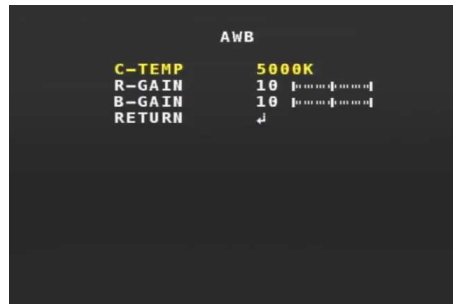 AWB
C-TEMP 5000K
R-GAIN 10
B-GAIN 10
RETURN ↲